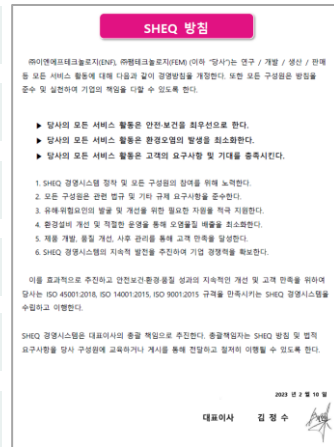 SHEQ 방침
㈜이엔에프테크놀로지(ENF), ㈜펨테크놀로지(FEM) (이하 “당사”)는 연구 / 개발 / 생산 / 판매
등 모든 서비스 활동에 대해 다음과 같이 경영방침을 개정한다. 또한 모든 구성원은 방침을
준수 및 실천하여 기업의 책임을 다할 수 있도록 한다.
▶ 당사의 모든 서비스 활동은 안전·보건을 최우선으로 한다.
▶ 당사의 모든 서비스 활동은 환경오염의 발생을 최소화한다.
▶ 당사의 모든 서비스 활동은 고객의 요구사항 및 기대를 충족시킨다.
1. SHEQ 경영시스템 정착 및 모든 구성원의 참여를 위해 노력한다.
2. 모든 구성원은 관련 법규 및 기타 규제 요구사항을 준수한다.
3. 유해·위험요인의 발굴 및 개선을 위한 필요한 자원을 적극 지원한다.
4. 환경설비 개선 및 적절한 운영을 통해 오염물질 배출을 최소화한다.
5. 제품 개발, 품질 개선, 사후 관리를 통해 고객 만족을 달성한다.
6. SHEQ 경영시스템의 지속적 발전을 추진하여 기업 경쟁력을 확보한다.
이를 효과적으로 추진하고 안전보건·환경·품질 성과의 지속적인 개선 및 고객 만족을 위하여
당사는 ISO 45001:2018, ISO 14001:2015, ISO 9001:2015 규격을 만족시키는 SHEQ 경영시스템을
수립하고 이행한다.
SHEQ 경영시스템은 대표이사의 총괄 책임으로 추진한다. 총괄책임자는 SHEQ 방침 및 법적
요구사항을 당사 구성원에 교육하거나 게시를 통해 전달하고 철저히 이행될 수 있도록 한다.
2023 년 2 월 10 일
대표이사 김 정 수